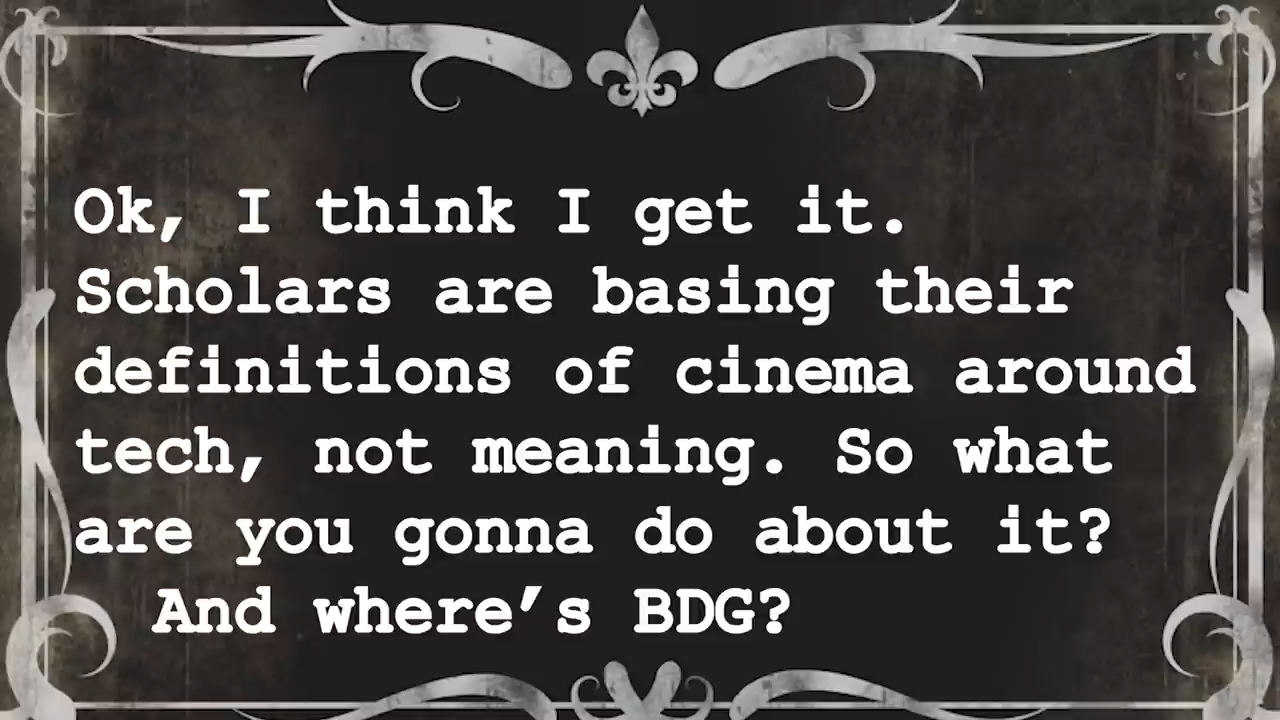 Ok, I think I get it.
Scholars are basing their
definitions of cinema around
tech, not meaning. So what
are you gonna do about it?
And where’s BDG?